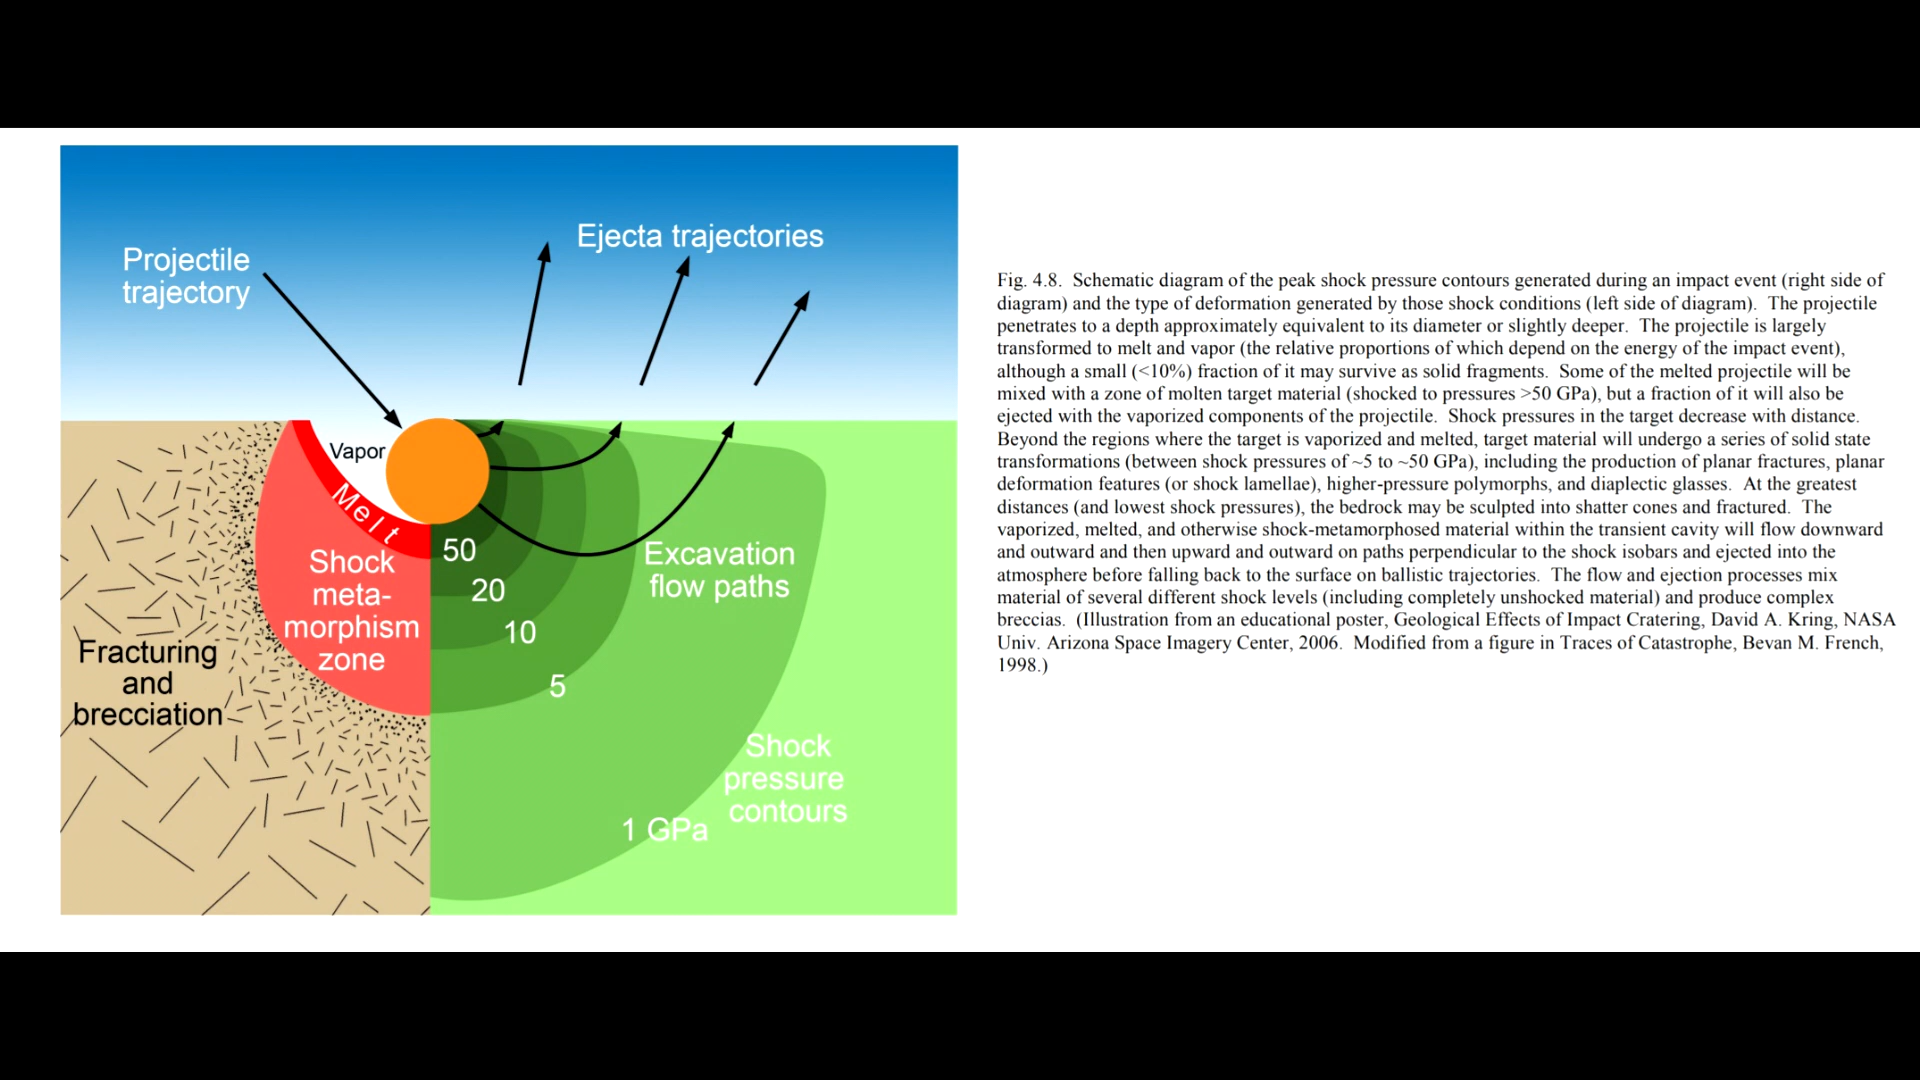 Projectile
trajectory
Ejecta trajectories
Vapor
Melt
Shock
meta-
morphism
zone
Fracturing
and
brecciation
50
20
10
5
1 GPa
Excavation
flow paths
Shock
pressure
contours
Fig. 4.8. Schematic diagram of the peak shock pressure contours generated during an impact event (right side of
diagram) and the type of deformation generated by those shock conditions (left side of diagram). The projectile
penetrates to a depth approximately equivalent to its diameter or slightly deeper. The projectile is largely
transformed to melt and vapor (the relative proportions of which depend on the energy of the impact event),
although a small (<10%) fraction of it may survive as solid fragments. Some of the melted projectile will be
mixed with a zone of molten target material (shocked to pressures >50 GPa), but a fraction of it will also be
ejected with the vaporized components of the projectile. Shock pressures in the target decrease with distance.
Beyond the regions where the target is vaporized and melted, target material will undergo a series of solid state
transformations (between shock pressures of ~5 to ~50 GPa), including the production of planar fractures, planar
deformation features (or shock lamellae), higher-pressure polymorphs, and diaplectic glasses. At the greatest
distances (and lowest shock pressures), the bedrock may be sculpted into shatter cones and fractured. The
vaporized, melted, and otherwise shock-metamorphosed material within the transient cavity will flow downward
and outward and then upward and outward on paths perpendicular to the shock isobars and ejected into the
atmosphere before falling back to the surface on ballistic trajectories. The flow and ejection processes mix
material of several different shock levels (including completely unshocked material) and produce complex
breccias. (Illustration from an educational poster, Geological Effects of Impact Cratering, David A. Kring, NASA
Univ. Arizona Space Imagery Center, 2006. Modified from a figure in Traces of Catastrophe, Bevan M. French,
1998.)